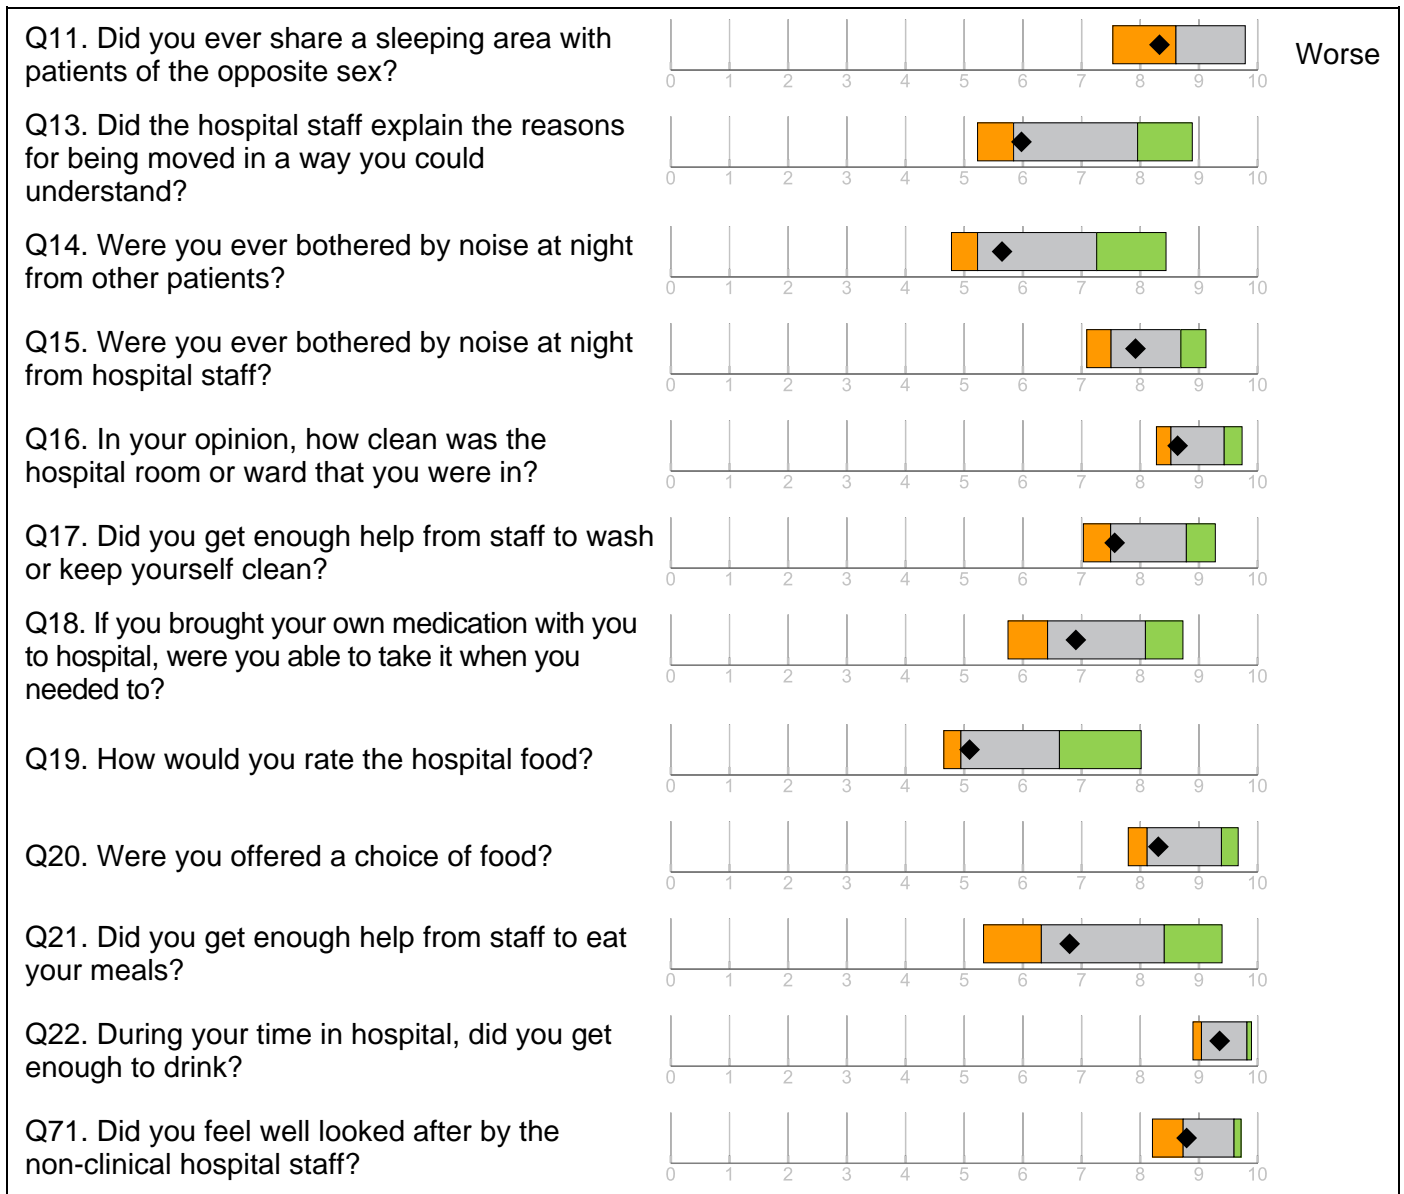 Q11. Did you ever share a sleeping area with
patients of the opposite sex?
0 1 2 3 4 5 6 7 8 9 10
Worse
Q13. Did the hospital staff explain the reasons
for being moved in a way you could
understand?
0 1 2 3 4 5 6 7 8 9 10
Q14. Were you ever bothered by noise at night
from other patients?
0 1 2 3 4 5 6 7 8 9 10
Q15. Were you ever bothered by noise at night
from hospital staff?
0 1 2 3 4 5 6 7 8 9 10
Q16. In your opinion, how clean was the
hospital room or ward that you were in?
0 1 2 3 4 5 6 7 8 9 10
Q17. Did you get enough help from staff to wash
or keep yourself clean?
0 1 2 3 4 5 6 7 8 9 10
Q18. If you brought your own medication with you
to hospital, were you able to take it when you
needed to?
0 1 2 3 4 5 6 7 8 9 10
Q19. How would you rate the hospital food?
0 1 2 3 4 5 6 7 8 9 10
Q20. Were you offered a choice of food?
0 1 2 3 4 5 6 7 8 9 10
Q21. Did you get enough help from staff to eat
your meals?
0 1 2 3 4 5 6 7 8 9 10
Q22. During your time in hospital, did you get
enough to drink?
0 1 2 3 4 5 6 7 8 9 10
Q71. Did you feel well looked after by the
non-clinical hospital staff?
0 1 2 3 4 5 6 7 8 9 10